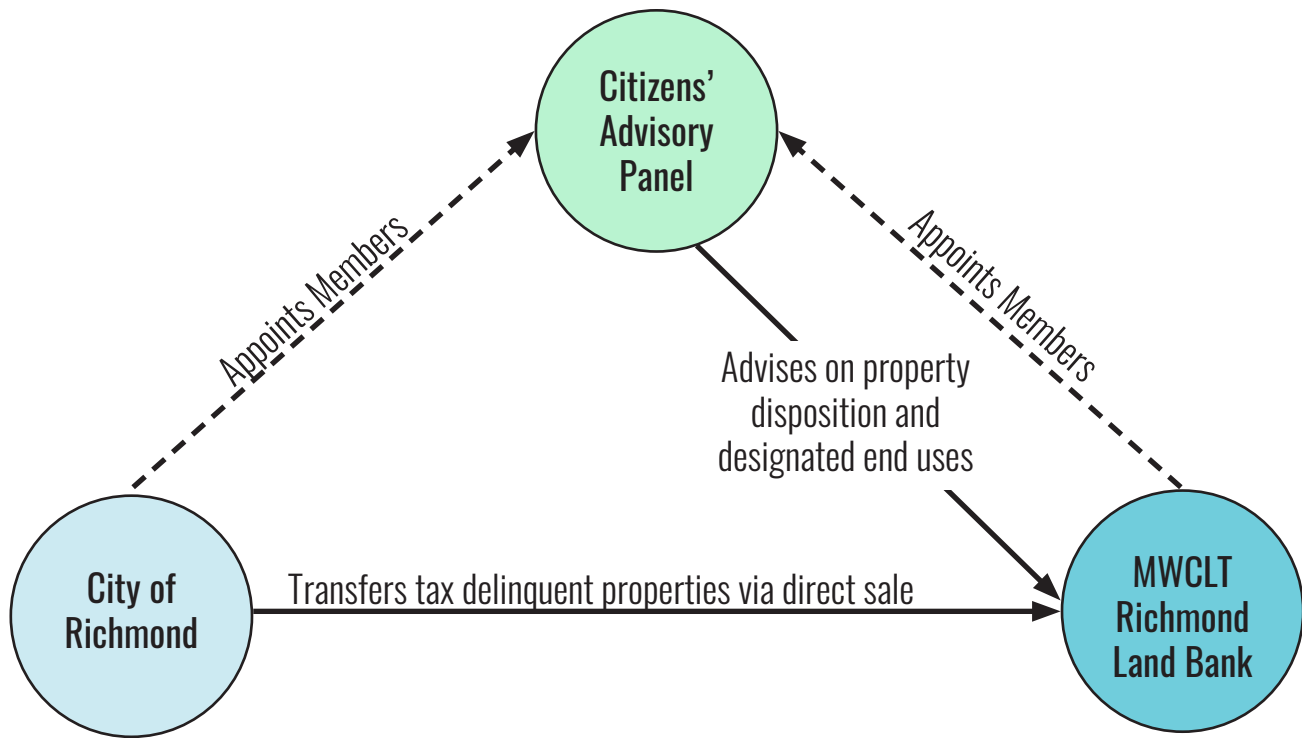 Citizens’
Advisory
Panel
Appoints Members
Appoints Members
Advises on property
disposition and
designated end uses
City of
Richmond
Transfers tax delinquent properties via direct sale
MWCLT
Richmond
Land Bank